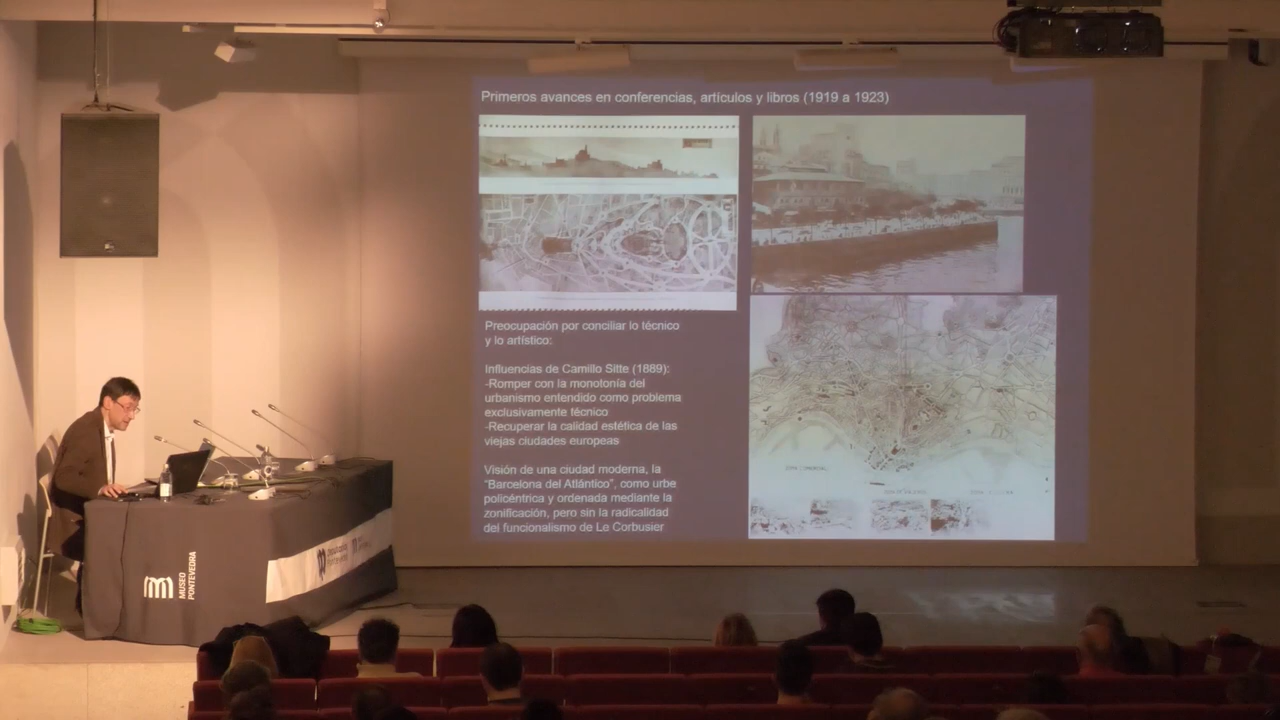 Primeros avances en conferencias, artículos y libros (1919 a 1923)
Preocupación por conciliar lo técnico
y lo artístico:
Influencias de Camillo Sitte (1889):
-Romper con la monotonía del
urbanismo entendido como problema
exclusivamente técnico
-Recuperar la calidad estética de las
viejas ciudades europeas
Visión de una ciudad moderna, la
“Barcelona del Atlántico”, como urbe
policéntrica y ordenada mediante la
zonificación, pero sin la radicalidad
del funcionalismo de Le Corbusier
MUSEO
PONTEVEDRA